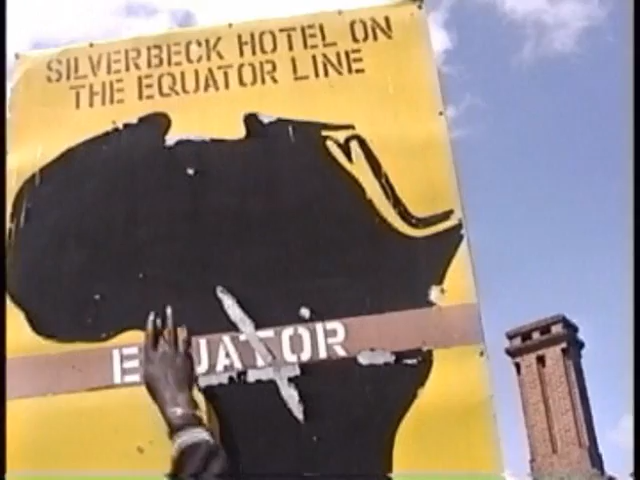 SILVERBECK HOTEL ON
THE EQUATOR LINE
EQUATOR